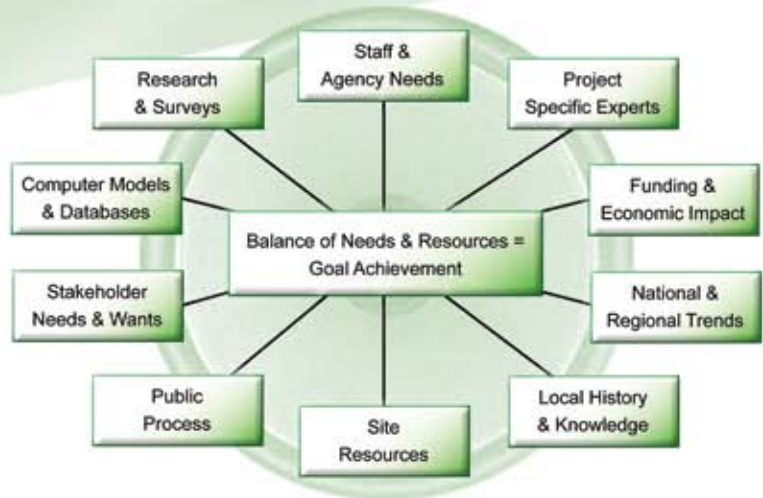 Staff &
Agency Needs
Research
& Surveys
Project
Specific Experts
Computer Models
& Databases
Funding &
Economic Impact
Balance of Needs & Resources =
Goal Achievement
Stakeholder
Needs & Wants
National &
Regional Trends
Public
Process
Local History
& Knowledge
Site
Resources